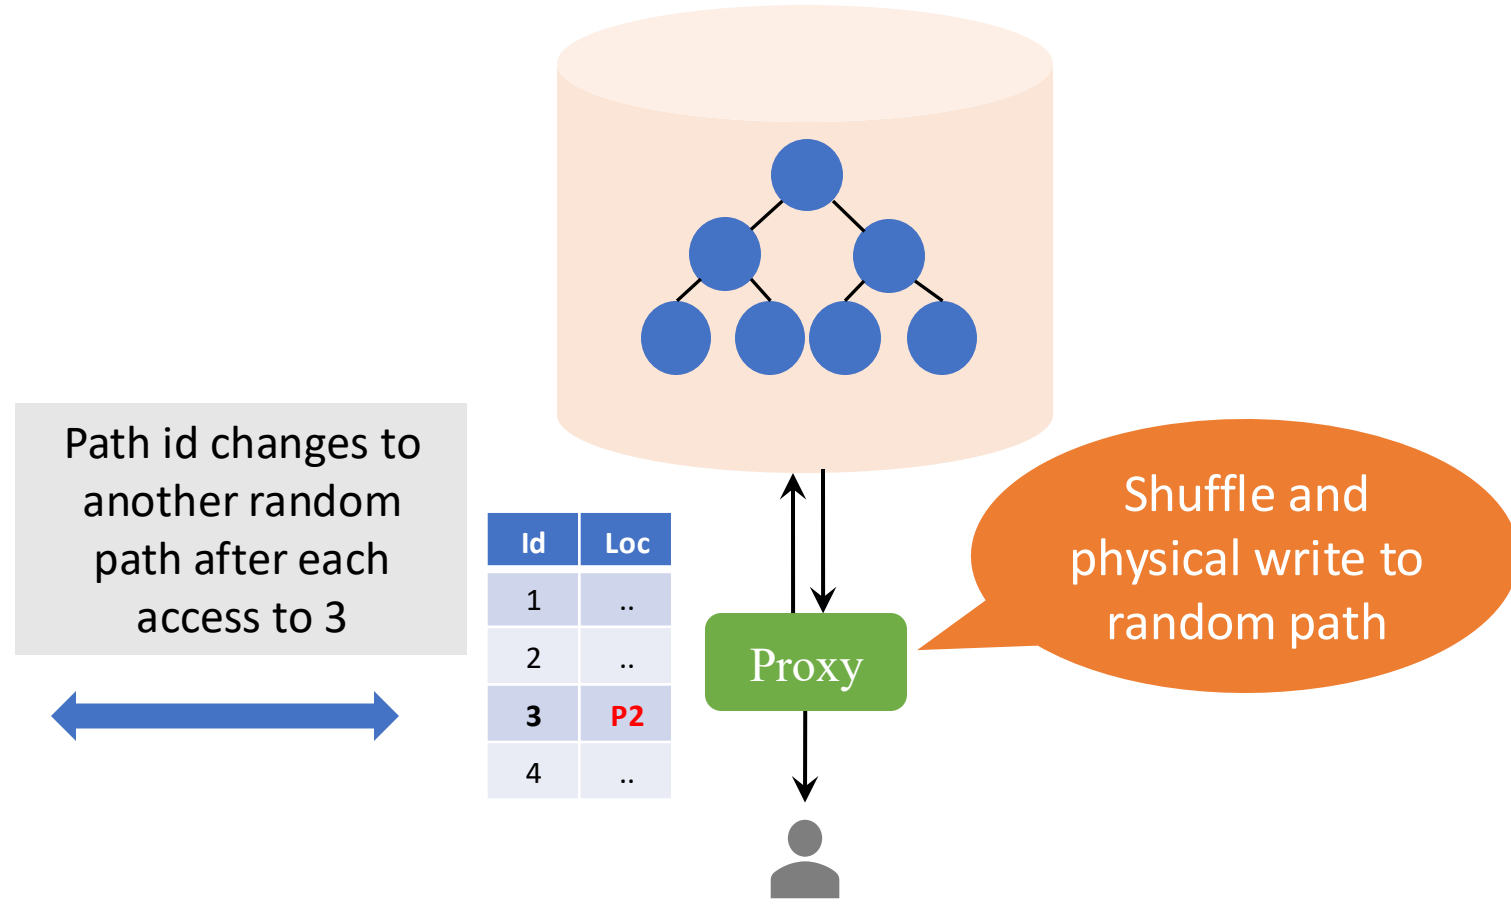 Path id changes to
another random
path after each
access to 3
Id Loc
1 ..
2 ..
3 P2
4 ..
Proxy
Shuffle and
physical write to
random path